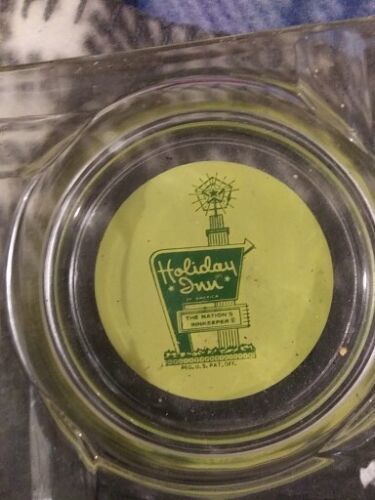 Holiday
Inn
OF AMERICA
THE NATION'S
INNKEEPER
REG. U.S. PAT. OFF.